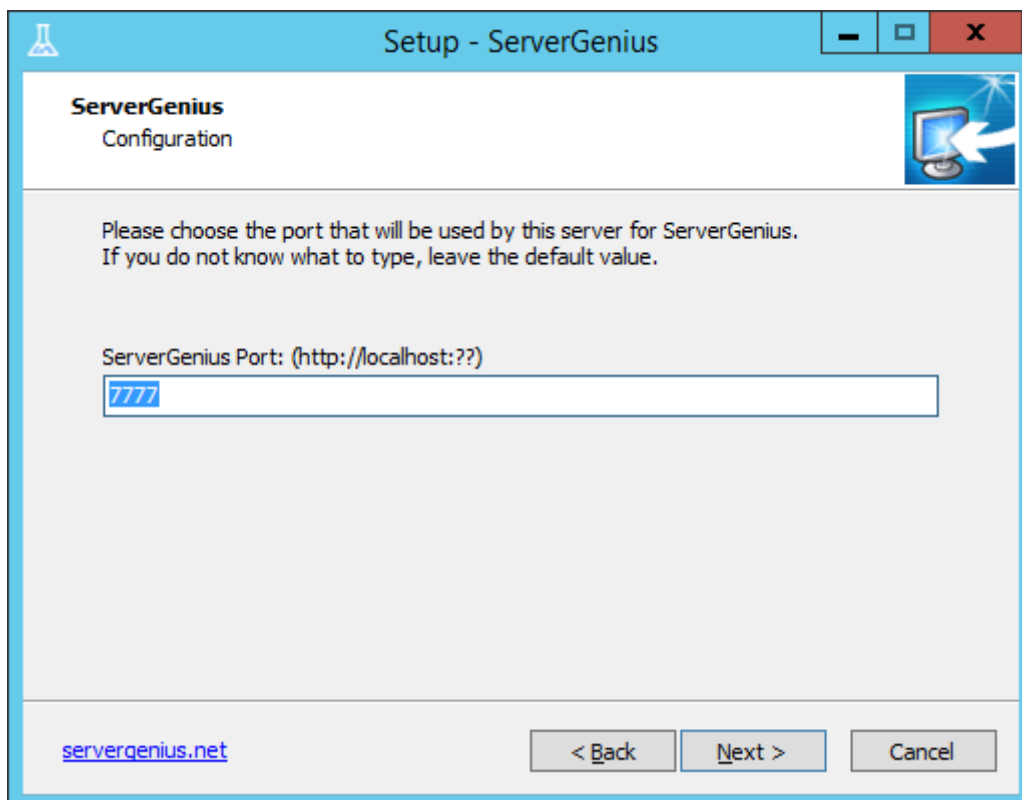 Setup - ServerGenius
ServerGenius
Configuration
Please choose the port that will be used by this server for ServerGenius.
If you do not know what to type, leave the default value.
ServerGenius Port: (http://localhost:??)
7777
servergenius.net
< Back
Next >
Cancel